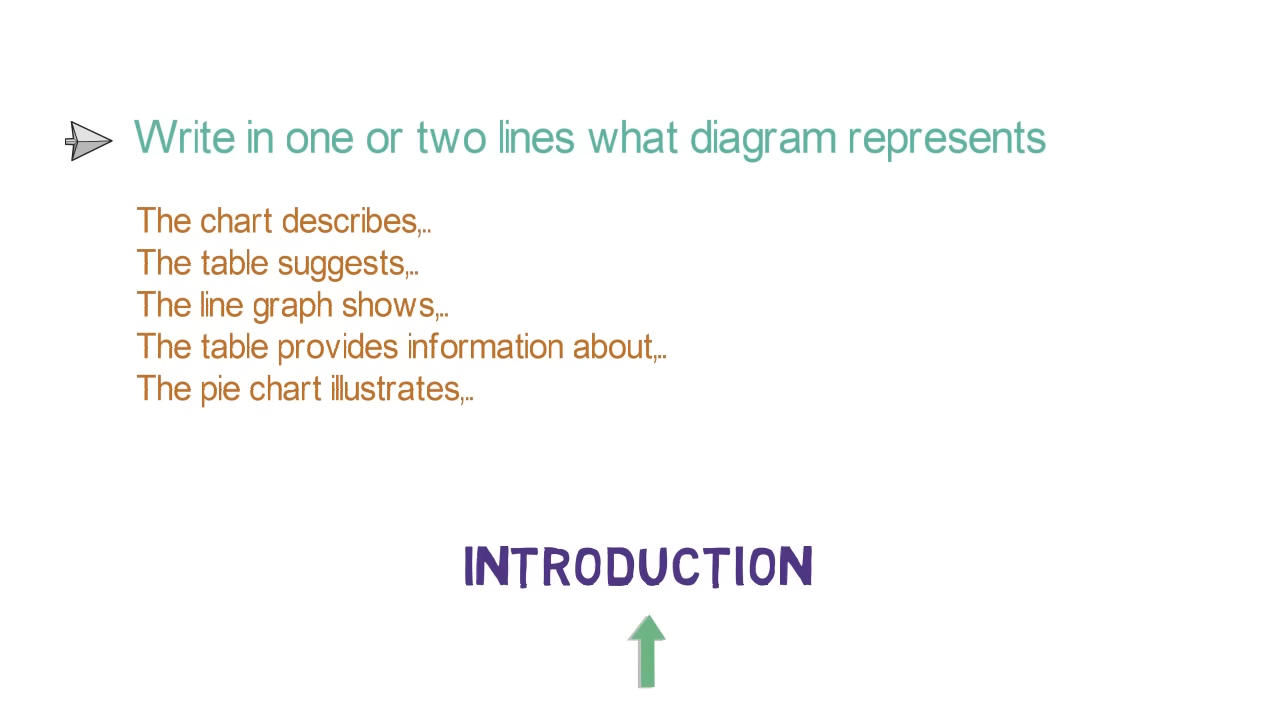 Write in one or two lines what diagram represents
The chart describes,..
The table suggests,..
The line graph shows,..
The table provides information about,..
The pie chart illustrates,..
INTRODUCTION